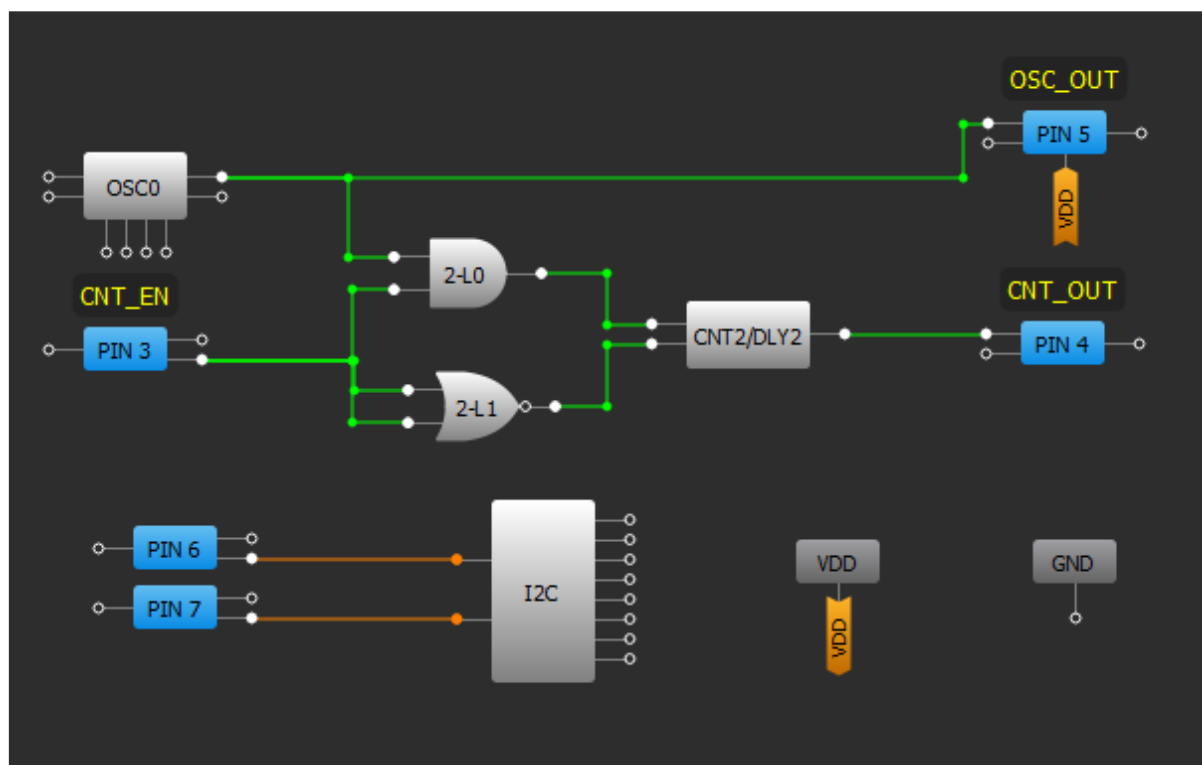 OSC_OUT
PIN 5
VDD
OSC0
2-L0
CNT_EN
PIN 3
CNT_OUT
CNT2/DLY2
PIN 4
2-L1
PIN 6
PIN 7
I2C
VDD
VDD
GND